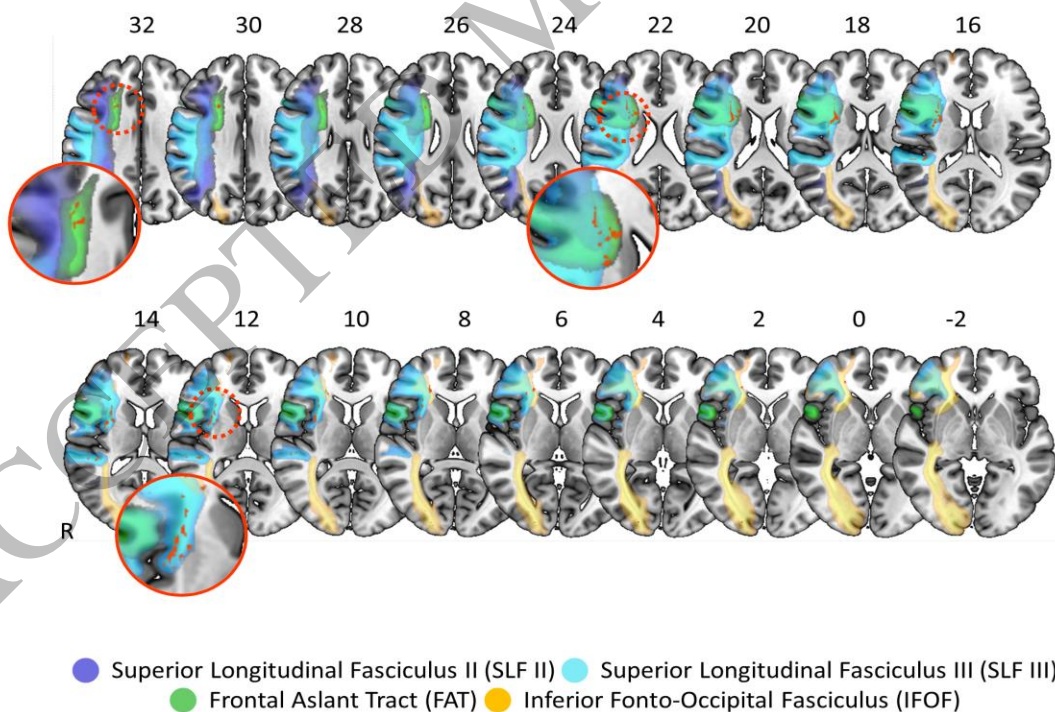 32 30 28 26 24 22 20 18 16
14 12 10 8 6 4 2 0 -2
R
Superior Longitudinal Fasciculus II (SLF II) Superior Longitudinal Fasciculus III (SLF III)
Frontal Aslant Tract (FAT) Inferior Fonto-Occipital Fasciculus (IFOF)